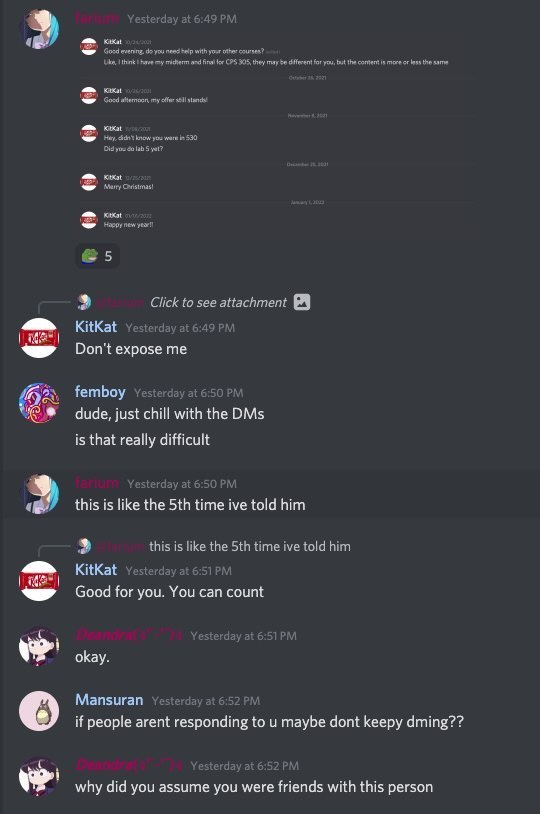 farium Yesterday at 6:49 PM
KitKat 10/24/2021
Good evening, do you need help with your other courses? (edited)
Like, I think I have my midterm and final for CPS 305, they may be different for you, but the content is more or less the same
October 26, 2021
KitKat 10/26/2021
Good afternoon, my offer still stands!
November 8, 2021
KitKat 11/08/2021
Hey, didn't know you were in 530
Did you do lab 5 yet?
December 25, 2021
KitKat 12/25/2021
Merry Christmas!
January 1, 2022
KitKat 01/01/2022
Happy new year!!
5
Click to see attachment
KitKat Yesterday at 6:49 PM
Don't expose me
femboy Yesterday at 6:50 PM
dude, just chill with the DMs
is that really difficult
farium Yesterday at 6:50 PM
this is like the 5th time ive told him
this is like the 5th time ive told him
KitKat Yesterday at 6:51 PM
Good for you. You can count
Yesterday at 6:51 PM
okay.
Mansuran Yesterday at 6:52 PM
if people arent responding to u maybe dont keepy dming??
Yesterday at 6:52 PM
why did you assume you were friends with this person